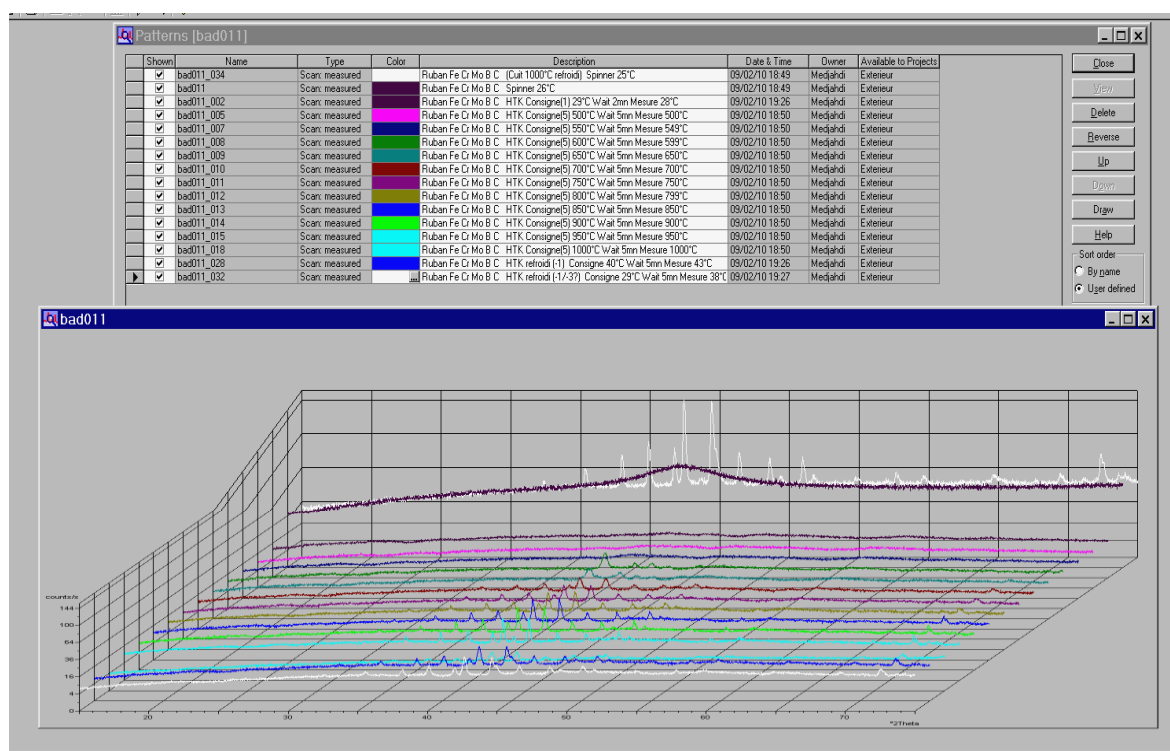 Patterns [bad011]
Shown Name Type Color Description Date & Time Owner Available to Projects
bad011_034 Scan: measured Ruban Fe Cr Mo B C (Cuit 1000°C refroidi) Spinner 25°C 09/02/10 18:49 Medjahdi Exterieur
bad011 Scan: measured Ruban Fe Cr Mo B C Spinner 26°C 09/02/10 18:49 Medjahdi Exterieur
bad011_002 Scan: measured Ruban Fe Cr Mo B C HTK Consigne(1) 29°C Wait 2mn Mesure 28°C 09/02/10 19:26 Medjahdi Exterieur
bad011_005 Scan: measured Ruban Fe Cr Mo B C HTK Consigne(5) 500°C Wait 5mn Mesure 500°C 09/02/10 18:50 Medjahdi Exterieur
bad011_007 Scan: measured Ruban Fe Cr Mo B C HTK Consigne(5) 550°C Wait 5mn Mesure 549°C 09/02/10 18:50 Medjahdi Exterieur
bad011_008 Scan: measured Ruban Fe Cr Mo B C HTK Consigne(5) 600°C Wait 5mn Mesure 599°C 09/02/10 18:50 Medjahdi Exterieur
bad011_009 Scan: measured Ruban Fe Cr Mo B C HTK Consigne(5) 650°C Wait 5mn Mesure 650°C 09/02/10 18:50 Medjahdi Exterieur
bad011_010 Scan: measured Ruban Fe Cr Mo B C HTK Consigne(5) 700°C Wait 5mn Mesure 700°C 09/02/10 18:50 Medjahdi Exterieur
bad011_011 Scan: measured Ruban Fe Cr Mo B C HTK Consigne(5) 750°C Wait 5mn Mesure 750°C 09/02/10 18:50 Medjahdi Exterieur
bad011_012 Scan: measured Ruban Fe Cr Mo B C HTK Consigne(5) 800°C Wait 5mn Mesure 799°C 09/02/10 18:50 Medjahdi Exterieur
bad011_013 Scan: measured Ruban Fe Cr Mo B C HTK Consigne(5) 850°C Wait 5mn Mesure 850°C 09/02/10 18:50 Medjahdi Exterieur
bad011_014 Scan: measured Ruban Fe Cr Mo B C HTK Consigne(5) 900°C Wait 5mn Mesure 900°C 09/02/10 18:50 Medjahdi Exterieur
bad011_015 Scan: measured Ruban Fe Cr Mo B C HTK Consigne(5) 950°C Wait 5mn Mesure 950°C 09/02/10 18:50 Medjahdi Exterieur
bad011_018 Scan: measured Ruban Fe Cr Mo B C HTK Consigne(5) 1000°C Wait 5mn Mesure 1000°C 09/02/10 18:50 Medjahdi Exterieur
bad011_028 Scan: measured Ruban Fe Cr Mo B C HTK refroidi (-1) Consigne 40°C Wait 5mn Mesure 43°C 09/02/10 19:26 Medjahdi Exterieur
bad011_032 Scan: measured ... Ruban Fe Cr Mo B C HTK refroidi (-1/-37) Consigne 29°C Wait 5mn Mesure 38°C 09/02/10 19:27 Medjahdi Exterieur
Close
View
Delete
Reverse
Up
Down
Draw
Help
Sort order
By name
User defined
bad011
counts/s
144
100
64
36
16
4
0
20 30 40 50 60 70
°2Theta